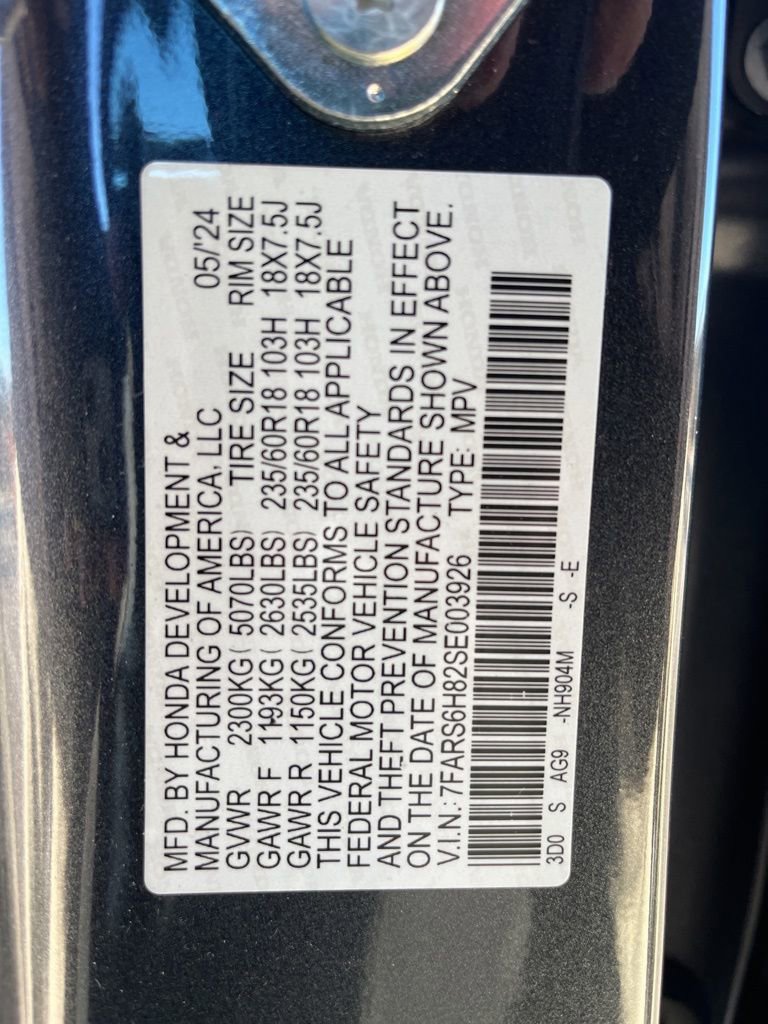 MFD. BY HONDA DEVELOPMENT &
MANUFACTURING OF AMERICA, LLC 05/'24
GVWR 2300KG ( 5070LBS) TIRE SIZE RIM SIZE
GAWR F 1193KG ( 2630LBS) 235/60R18 103H 18X7.5J
GAWR R 1150KG ( 2535LBS) 235/60R18 103H 18X7.5J
THIS VEHICLE CONFORMS TO ALL APPLICABLE
FEDERAL MOTOR VEHICLE SAFETY
AND THEFT PREVENTION STANDARDS IN EFFECT
ON THE DATE OF MANUFACTURE SHOWN ABOVE.
V.I.N.: 7FARS6H82SE003926 TYPE: MPV
3D0 S AG9 -NH904M -S -E